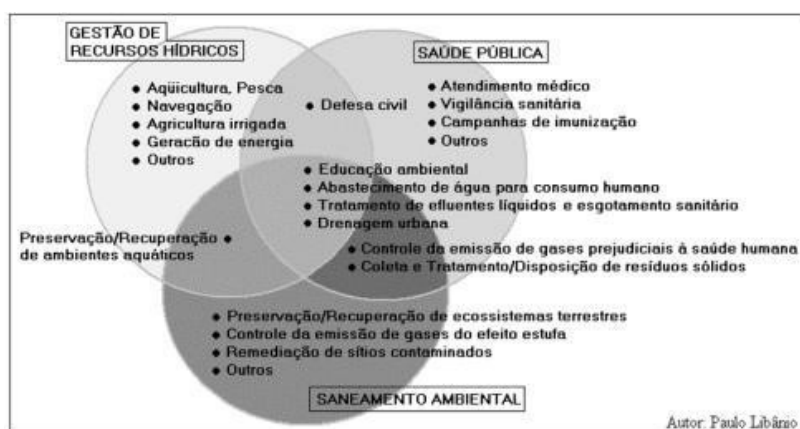 GESTÃO DE
RECURSOS HÍDRICOS
SAÚDE PÚBLICA
◆ Aqüicultura, Pesca
◆ Navegação
◆ Agricultura irrigada
◆ Geracão de energia
◆ Outros
◆ Defesa civil
◆ Atendimento médico
◆ Vigilância sanitária
◆ Campanhas de imunização
◆ Outros
◆ Educação ambiental
◆ Abastecimento de água para consumo humano
◆ Tratamento de efluentes líquidos e esgotamento sanitário
◆ Drenagem urbana
Preservação/Recuperação ◆
de ambientes aquáticos
◆ Controle da emissão de gases prejudiciais à saúde humana
◆ Coleta e Tratamento/Disposição de resíduos sólidos
◆ Preservação/Recuperação de ecossistemas terrestres
◆ Controle da emissão de gases do efeito estufa
◆ Remediação de sítios contaminados
◆ Outros
SANEAMENTO AMBIENTAL
Autor: Paulo Libânio